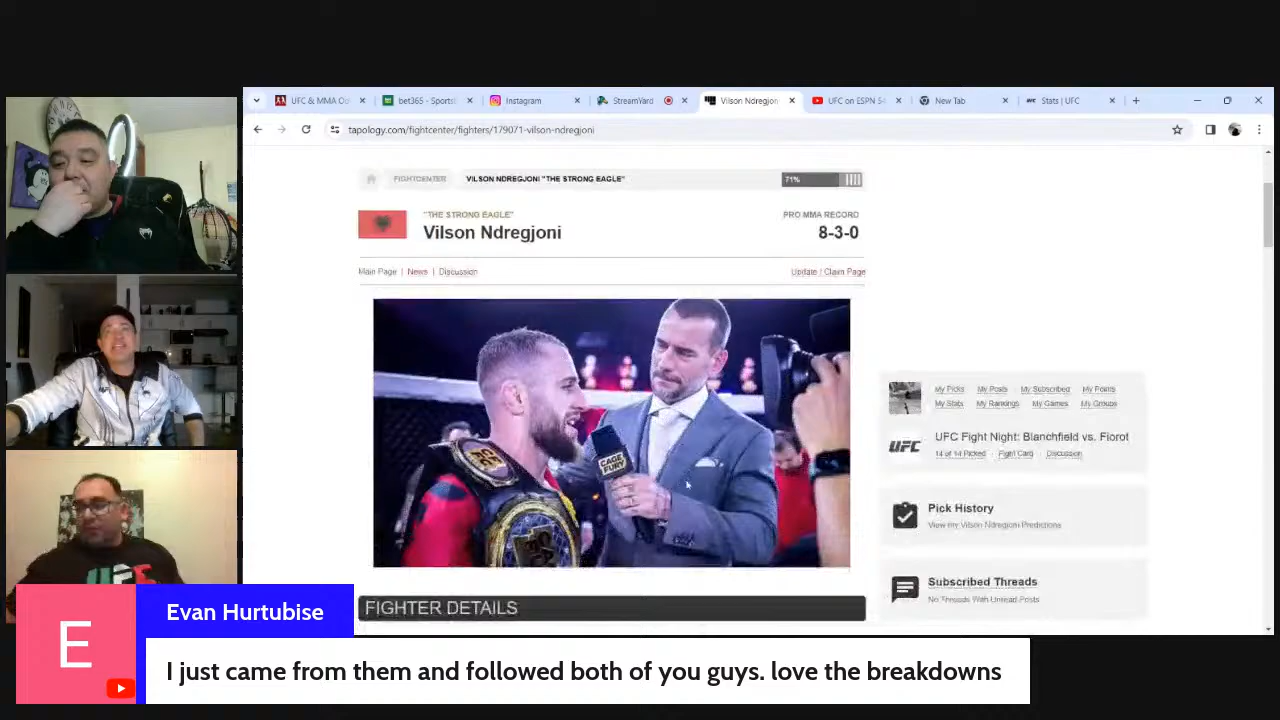 UFC & MMA Od
bet365 - Sportsb
Instagram
StreamYard
Vilson Ndregjon
UFC on ESPN 54
New Tab
Stats | UFC
tapology.com/fightcenter/fighters/179071-vilson-ndregjoni
FIGHTCENTER
VILSON NDREGJONI "THE STRONG EAGLE"
71%
"THE STRONG EAGLE"
PRO MMA RECORD
Vilson Ndregjoni
8-3-0
Main Page | News | Discussion
Update | Claim Page
CAGE FURY
My Picks My Posts My Subscribed My Points
My Stats My Rankings My Games My Groups
UFC
UFC Fight Night: Blanchfield vs. Fiorot
14 of 14 Picked Fight Card Discussion
Pick History
View my Vilson Ndregjoni Predictions
Subscribed Threads
No Threads With Unread Posts
FIGHTER DETAILS
E
Evan Hurtubise
I just came from them and followed both of you guys. love the breakdowns